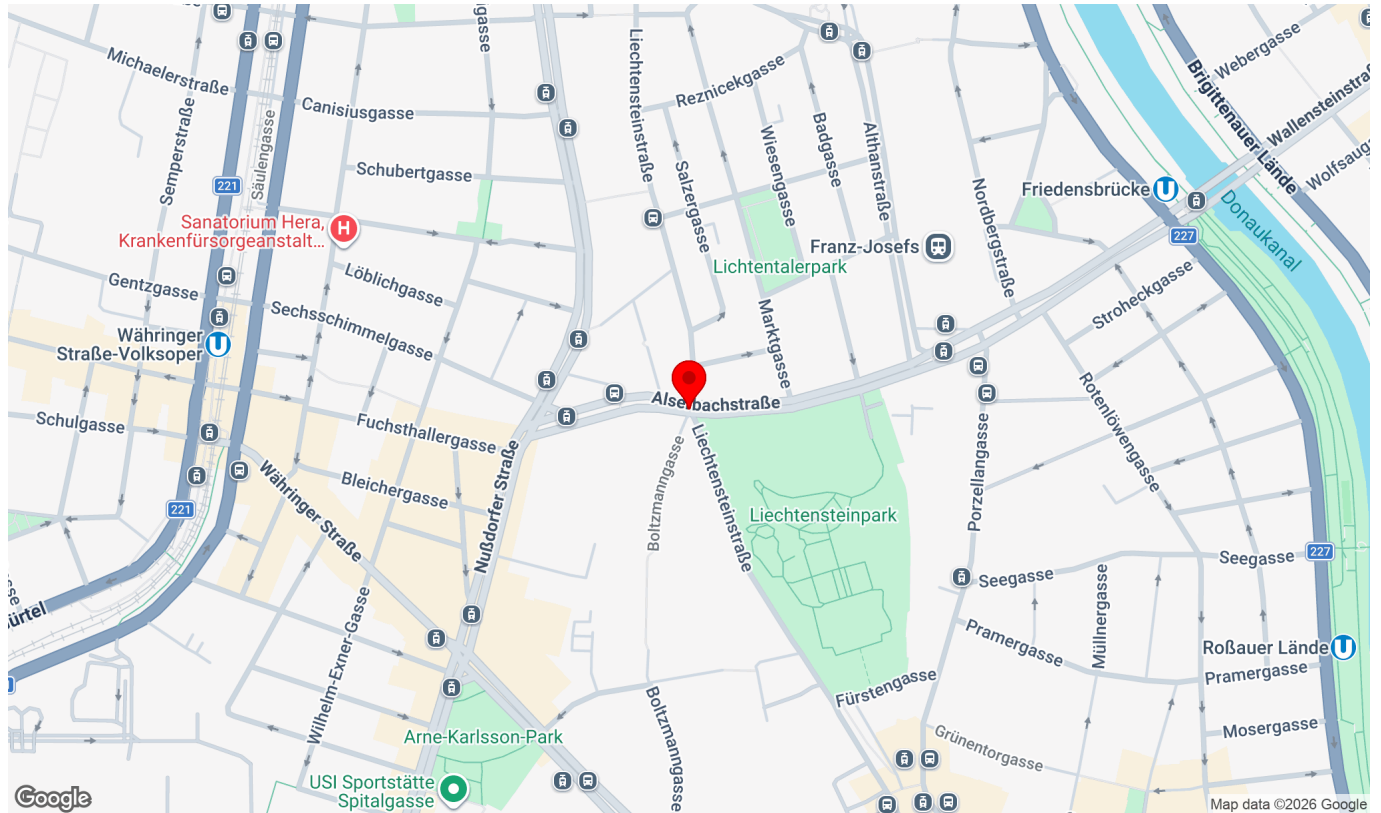 Michaelerstraße
Canisiusgasse
Semperstraße
Säulengasse
221
Schubertgasse
Sanatorium Hera,
Krankenfürsorgeanstalt...
Gentzgasse
Löblichgasse
Sechsschimmelgasse
Währinger
Straße-Volksoper
Schulgasse
Fuchsthallergasse
Bleichergasse
Währinger Straße
221
Nußdorfer Straße
Wilhelm-Exner-Gasse
Liechtensteinstraße
Reznicekgasse
Salzergasse
Wiesengasse
Badgasse
Althanstraße
Nordbergstraße
Lichtentalerpark
Franz-Josefs
Marktgasse
Friedensbrücke
227
Brigittenauer Lände
Webergasse
Wallensteinstraß
Wolfsaug
Donaukanal
Stroheckgasse
Rotenlöwengasse
Alserbachstraße
Boltzmanngasse
Liechtensteinstraße
Liechtensteinpark
Porzellangasse
Seegasse
Seegasse
227
Müllnergasse
Pramergasse
Roßauer Lände
Pramergasse
Mosergasse
Fürstengasse
Grünentorgasse
Boltzmanngasse
Arne-Karlsson-Park
USI Sportstätte
Spitalgasse
Google
Map data ©2026 Google